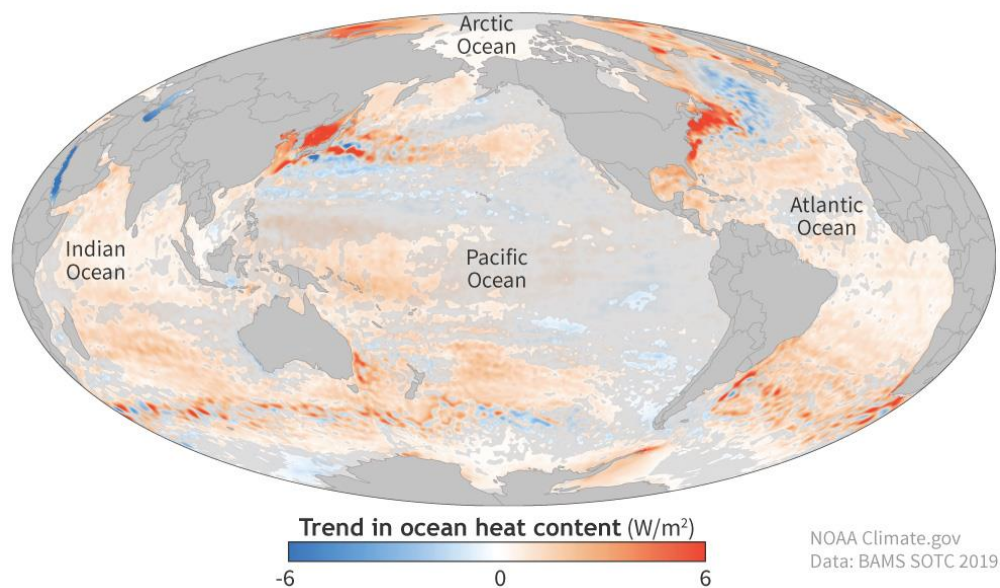 Arctic
Ocean
Atlantic
Ocean
Indian
Ocean
Pacific
Ocean
Trend in ocean heat content (W/m²)
-6
0
6
NOAA Climate.gov
Data: BAMS SOTC 2019